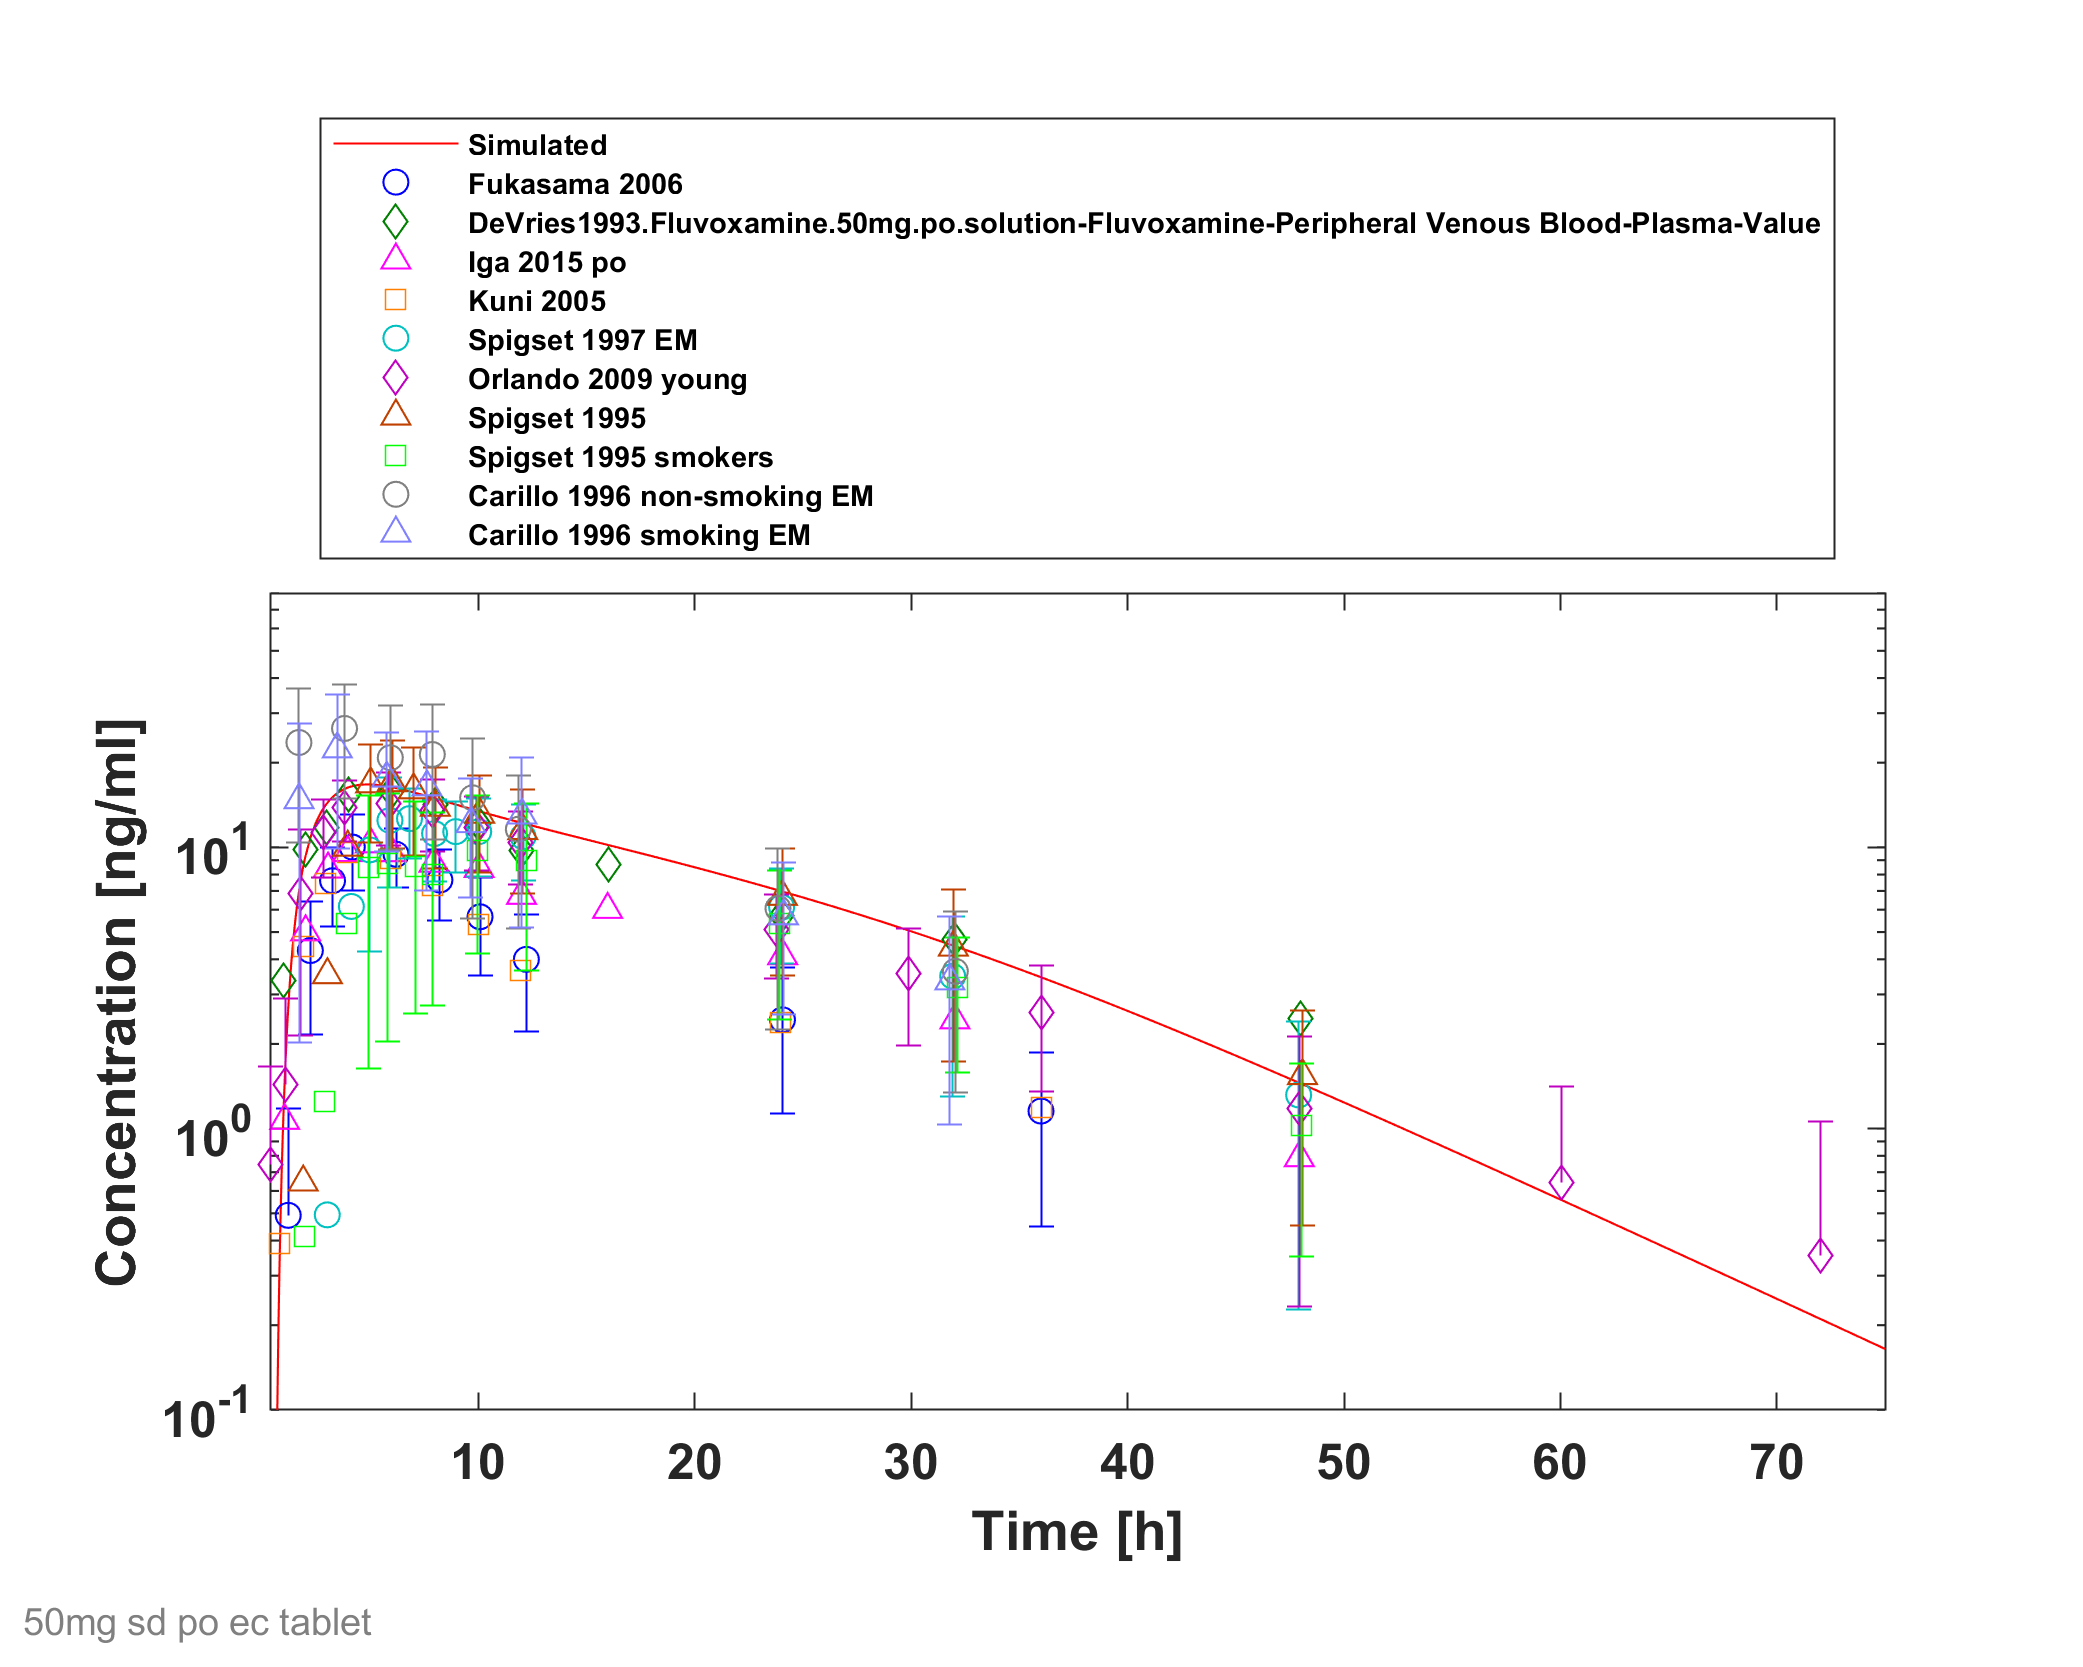 Simulated
Fukasama 2006
DeVries1993.Fluvoxamine.50mg.po.solution-Fluvoxamine-Peripheral Venous Blood-Plasma-Value
Iga 2015 po
Kuni 2005
Spigset 1997 EM
Orlando 2009 young
Spigset 1995
Spigset 1995 smokers
Carillo 1996 non-smoking EM
Carillo 1996 smoking EM
Concentration [ng/ml]
10^1
10^0
10^-1
10 20 30 40 50 60 70
Time [h]
50mg sd po ec tablet